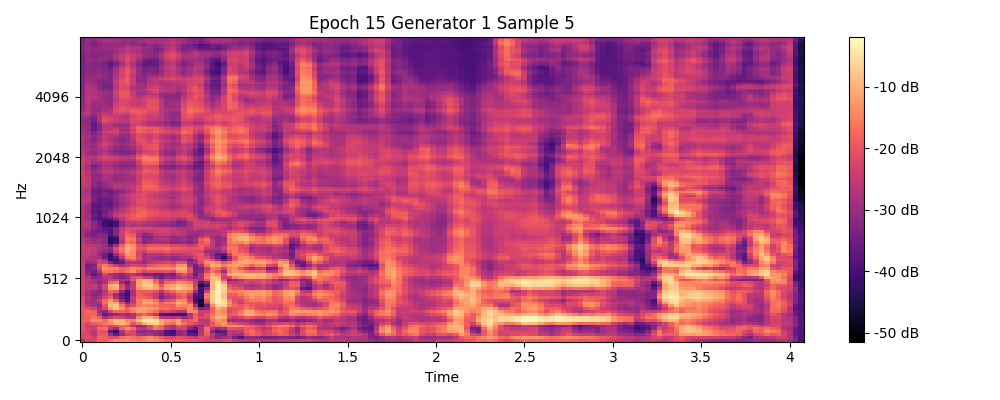 Epoch 15 Generator 1 Sample 5
Hz
4096
2048
1024
512
0
0 0.5 1 1.5 2 2.5 3 3.5 4
Time
-10 dB
-20 dB
-30 dB
-40 dB
-50 dB